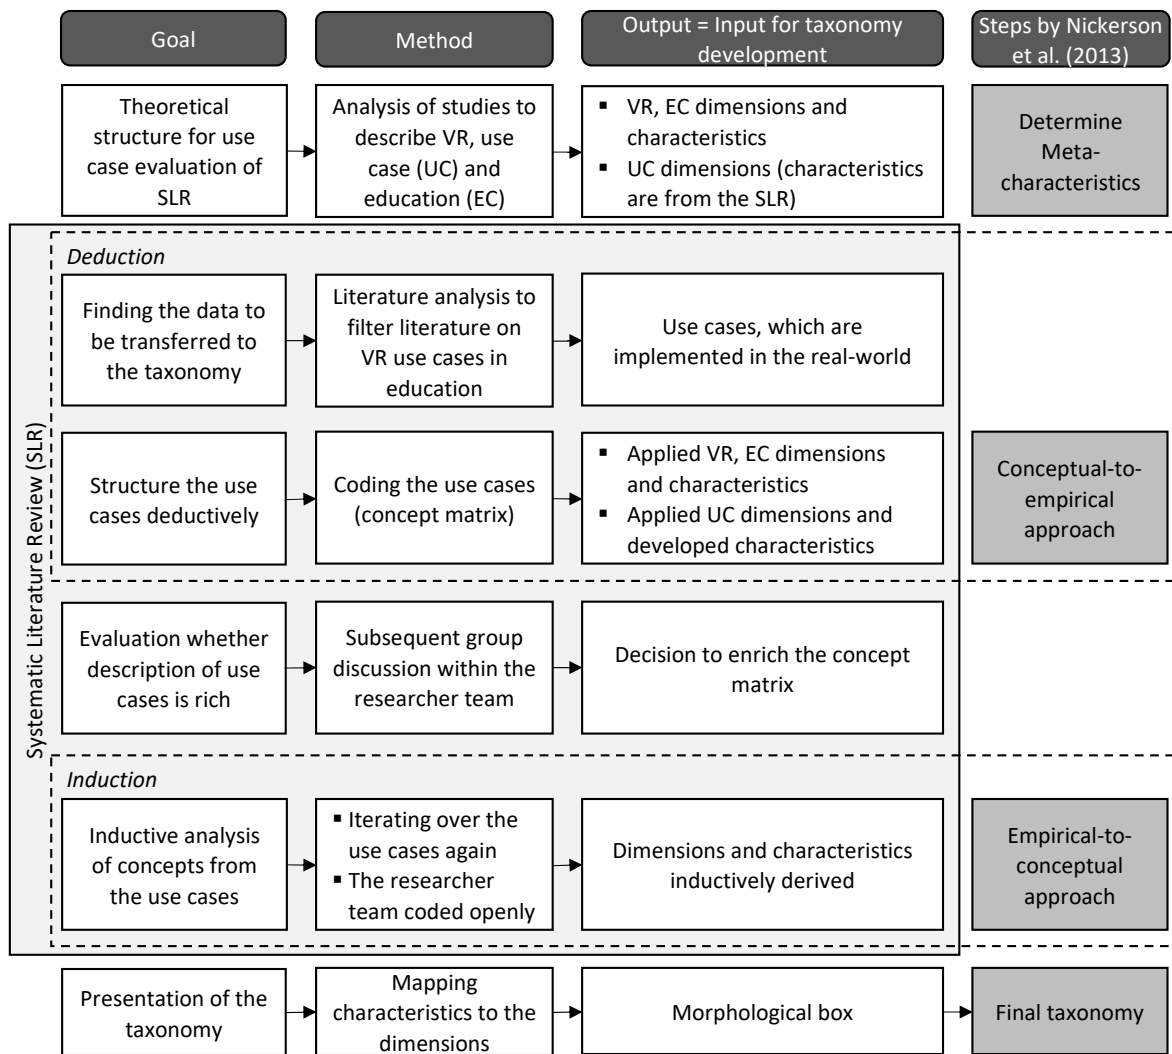 Goal
Method
Output = Input for taxonomy
development
Steps by Nickerson
et al. (2013)
Theoretical
structure for use
case evaluation of
SLR
Analysis of studies to
describe VR, use
case (UC) and
education (EC)
▪ VR, EC dimensions and
characteristics
▪ UC dimensions (characteristics
are from the SLR)
Determine
Meta-
characteristics
Systematic Literature Review (SLR)
Deduction
Finding the data to
be transferred to
the taxonomy
Literature analysis to
filter literature on
VR use cases in
education
Use cases, which are
implemented in the real-world
Structure the use
cases deductively
Coding the use cases
(concept matrix)
▪ Applied VR, EC dimensions
and characteristics
▪ Applied UC dimensions and
developed characteristics
Conceptual-to-
empirical
approach
Evaluation whether
description of use
cases is rich
Subsequent group
discussion within the
researcher team
Decision to enrich the concept
matrix
Induction
Inductive analysis
of concepts from
the use cases
▪ Iterating over the
use cases again
▪ The researcher
team coded openly
Dimensions and characteristics
inductively derived
Empirical-to-
conceptual
approach
Presentation of the
taxonomy
Mapping
characteristics to the
dimensions
Morphological box
Final taxonomy